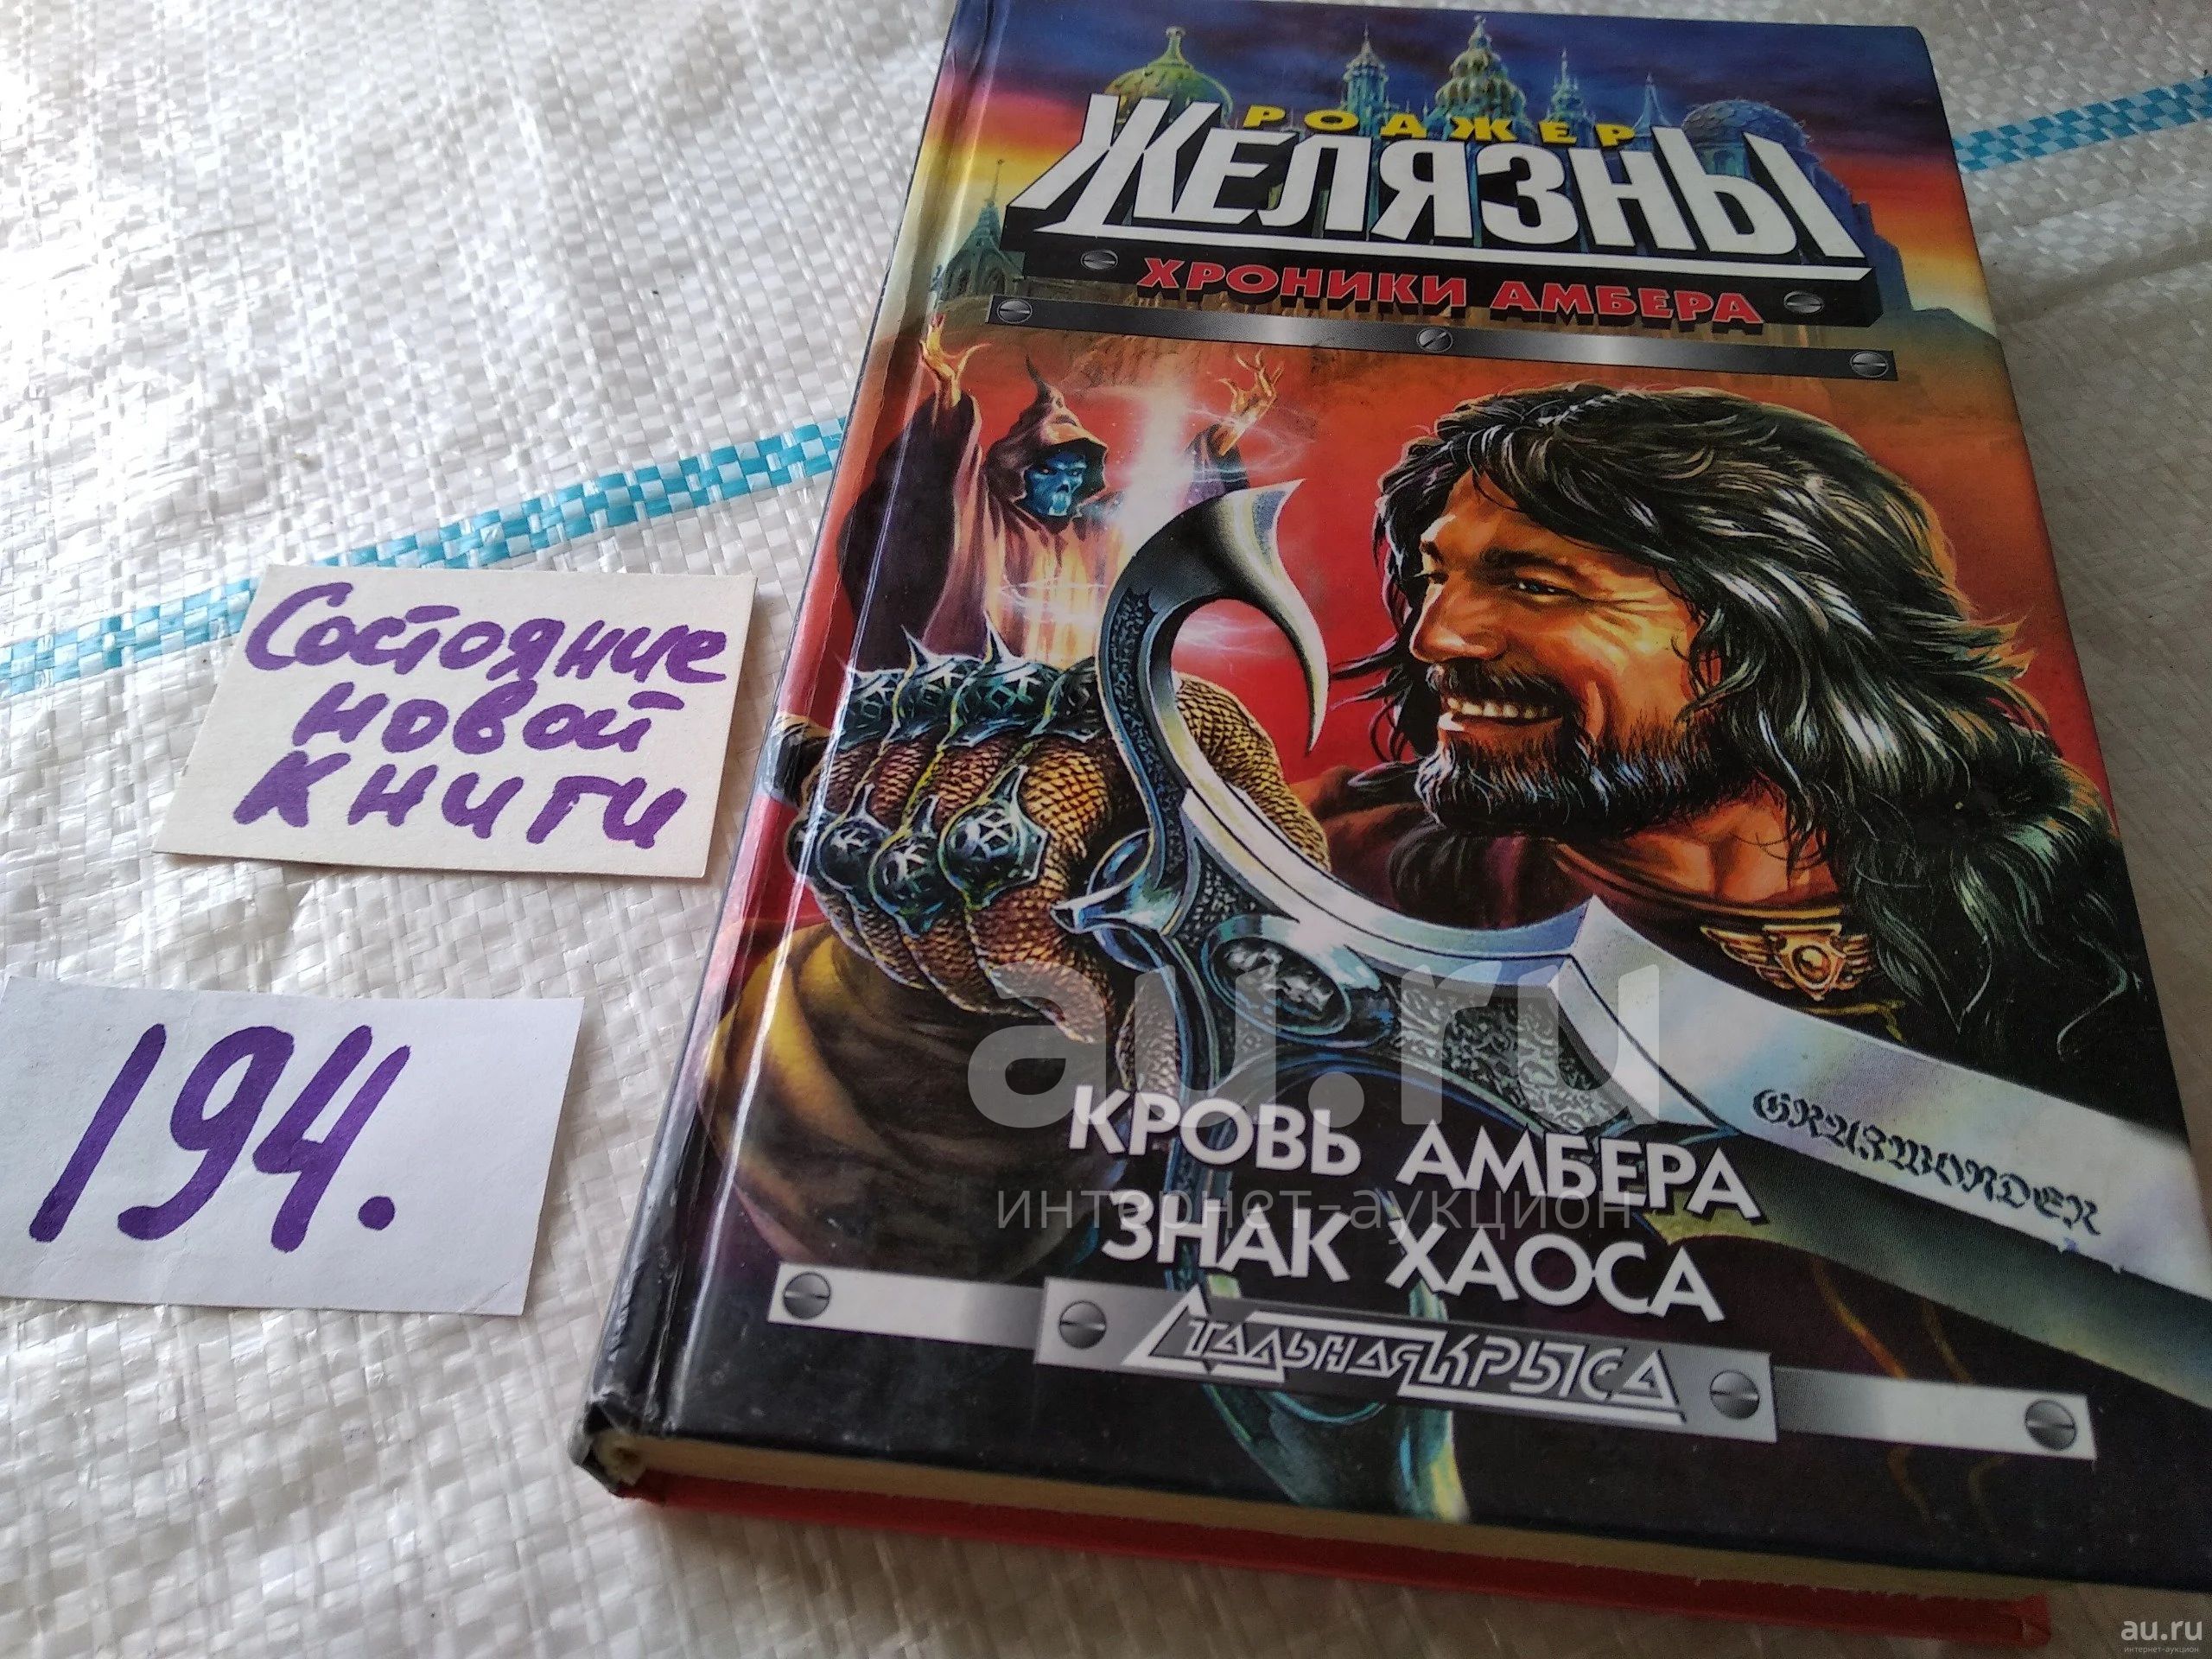 РОДЖЕР
ЖЕЛЯЗНЫ
ХРОНИКИ АМБЕРА
Состояние
новой
книги
194.
GRAYSWONDER
au.ru
КРОВЬ АМБЕРА
интернет-аукцион
ЗНАК ХАОСА
СТАЛЬНАЯ КРЫСА
au.ru
интернет-аукцион